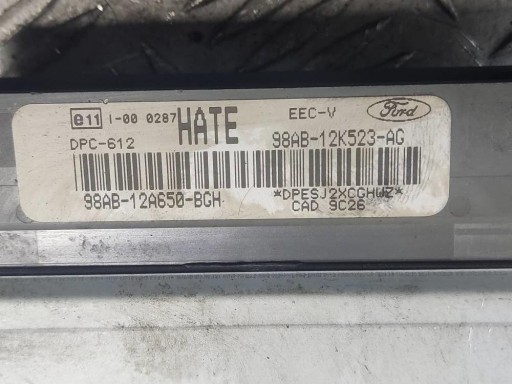 e11 I-00 0287 HATE EEC-V Ford
DPC-612 98AB-12K523-AG
98AB-12A650-BGH *DPESJ2XCGHWZ*
CAD 9C26